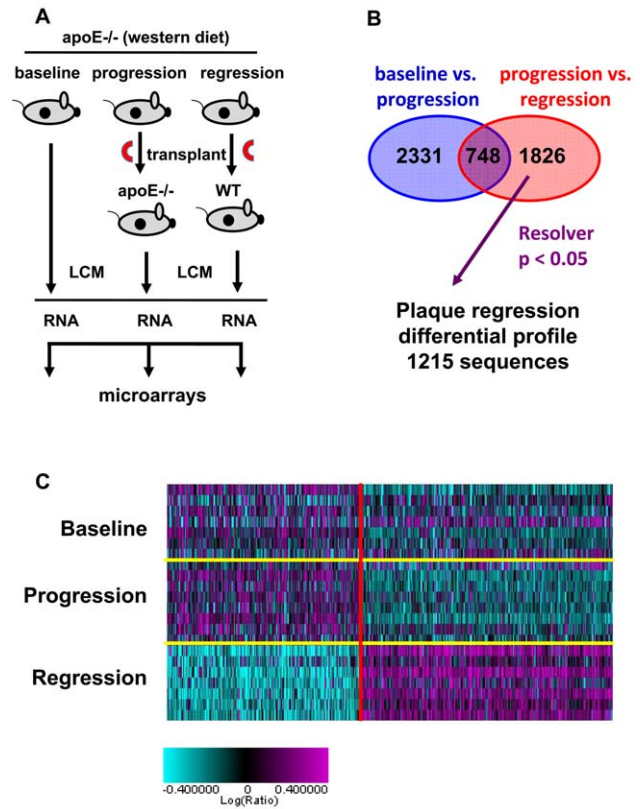 A
apoE-/- (western diet)
baseline progression regression
transplant
apoE-/- WT
LCM LCM
RNA RNA RNA
microarrays
B
baseline vs. progression vs.
progression regression
2331 748 1826
Resolver
p < 0.05
Plaque regression
differential profile
1215 sequences
C
Baseline
Progression
Regression
-0.400000 0 0.400000
Log(Ratio)